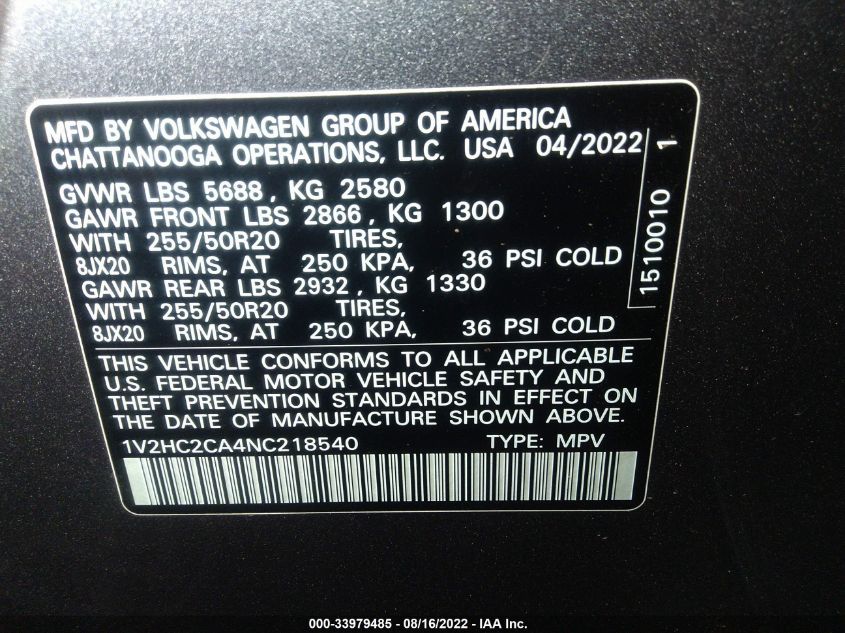 MFD BY VOLKSWAGEN GROUP OF AMERICA
CHATTANOOGA OPERATIONS, LLC. USA 04/2022
GVWR LBS 5688, KG 2580
GAWR FRONT LBS 2866, KG 1300
WITH 255/50R20 TIRES,
8JX20 RIMS, AT 250 KPA, 36 PSI COLD
GAWR REAR LBS 2932, KG 1330
WITH 255/50R20 TIRES,
8JX20 RIMS, AT 250 KPA, 36 PSI COLD
THIS VEHICLE CONFORMS TO ALL APPLICABLE
U.S. FEDERAL MOTOR VEHICLE SAFETY AND
THEFT PREVENTION STANDARDS IN EFFECT ON
THE DATE OF MANUFACTURE SHOWN ABOVE.
1V2HC2CA4NC218540 TYPE: MPV
1510010 1
000-33979485 - 08/16/2022 - IAA Inc.